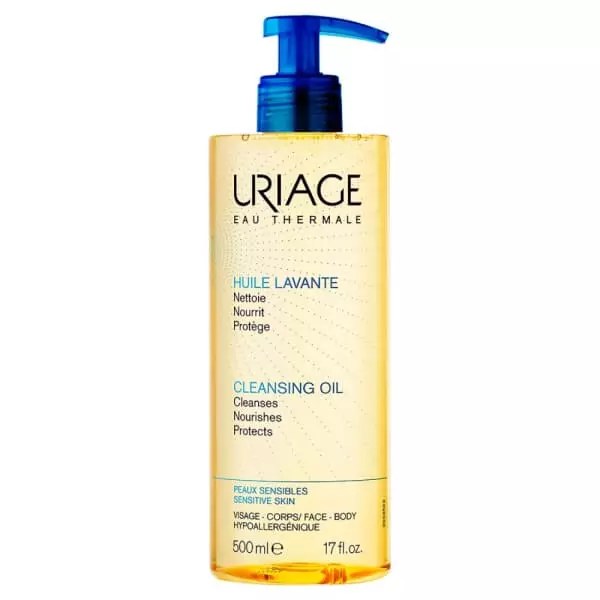 URIAGE
EAU THERMALE
HUILE LAVANTE
Nettoie
Nourrit
Protège
CLEANSING OIL
Cleanses
Nourishes
Protects
PEAUX SENSIBLES
SENSITIVE SKIN
VISAGE - CORPS/ FACE - BODY
HYPOALLERGÉNIQUE
500 ml ℮ 17 fl.oz.